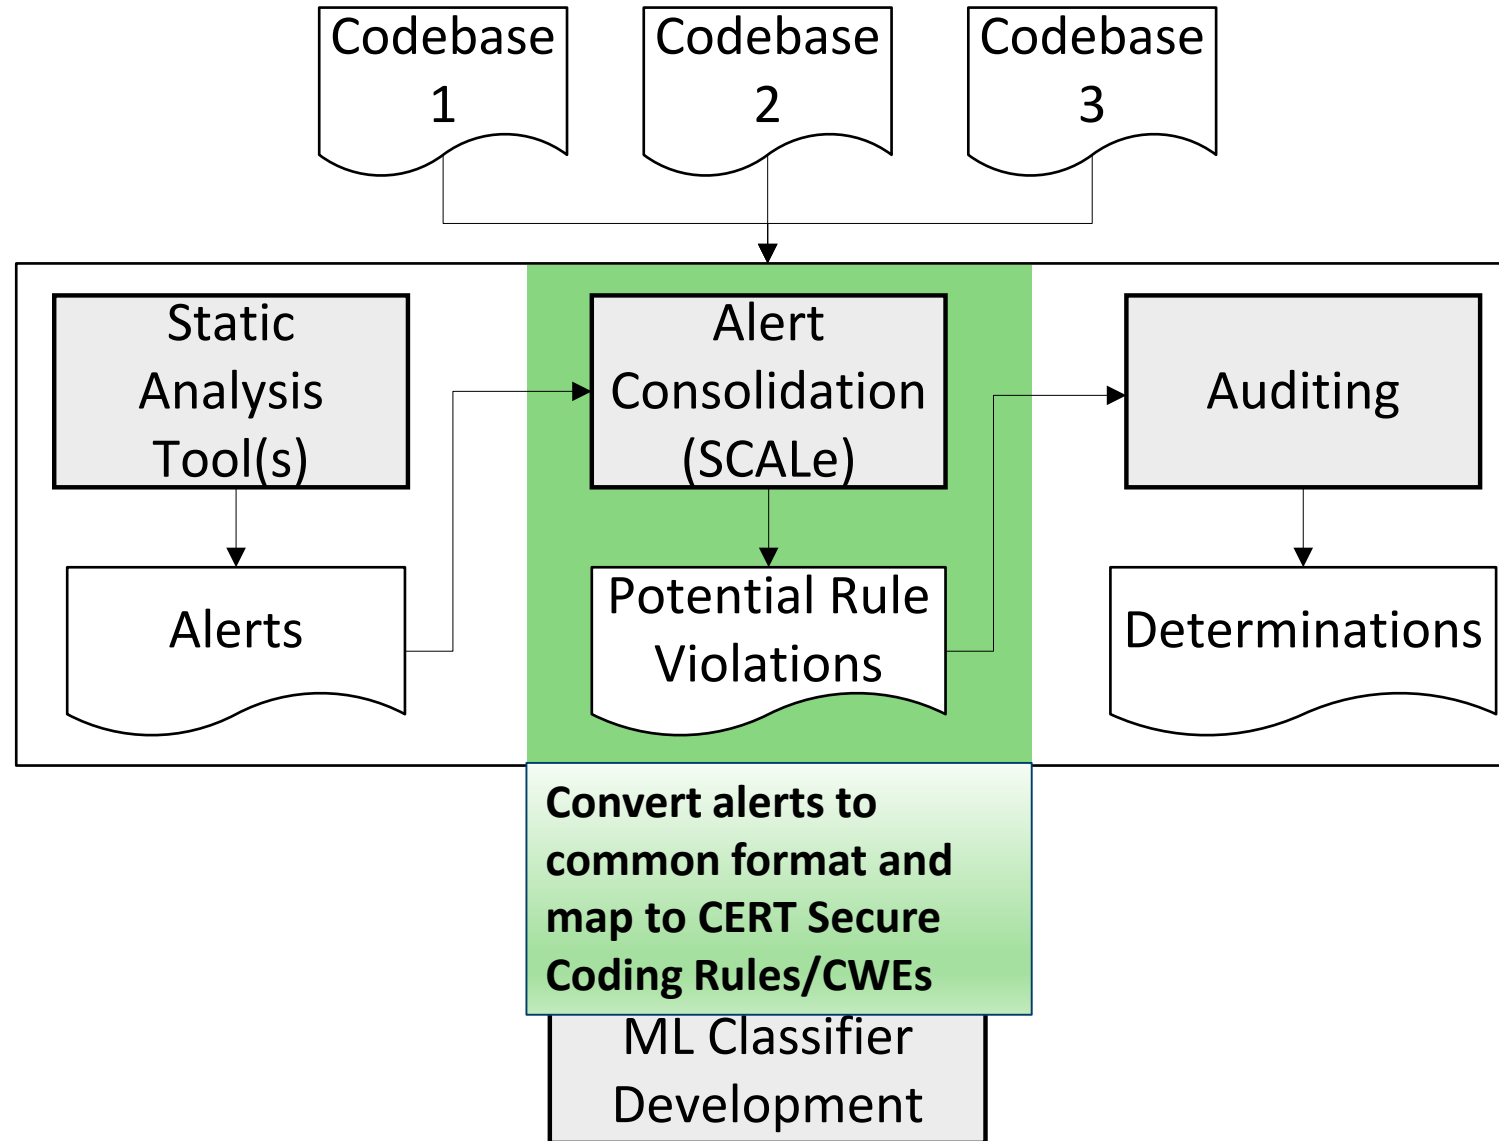 Codebase
1
Codebase
2
Codebase
3
Static
Analysis
Tool(s)
Alert
Consolidation
(SCALe)
Auditing
Alerts
Potential Rule
Violations
Determinations
Convert alerts to
common format and
map to CERT Secure
Coding Rules/CWEs
ML Classifier
Development